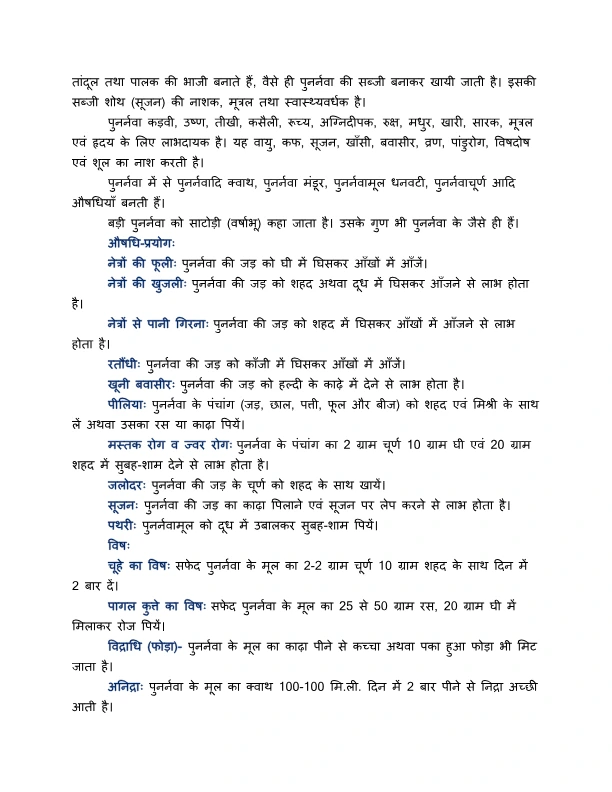 तांदूल तथा पालक की भाजी बनाते हैं, वैसे ही पुनर्नवा की सब्जी बनाकर खायी जाती है। इसकी
सब्जी शोथ (सूजन) की नाशक, मूत्रल तथा स्वास्थ्यवर्धक है।
पुनर्नवा कड़वी, उष्ण, तीखी, कसैली, रूच्य, अग्निदीपक, रुक्ष, मधुर, खारी, सारक, मूत्रल
एवं हृदय के लिए लाभदायक है। यह वायु, कफ, सूजन, खाँसी, बवासीर, व्रण, पांडुरोग, विषदोष
एवं शूल का नाश करती है।
पुनर्नवा में से पुनर्नवादि क्वाथ, पुनर्नवा मंडूर, पुनर्नवामूल धनवटी, पुनर्नवाचूर्ण आदि
औषधियाँ बनती हैं।
बड़ी पुनर्नवा को साटोड़ी (वर्षाभू) कहा जाता है। उसके गुण भी पुनर्नवा के जैसे ही हैं।
औषधि-प्रयोगः
नेत्रों की फूलीः पुनर्नवा की जड़ को घी में घिसकर आँखों में आँजें।
नेत्रों की खुजलीः पुनर्नवा की जड़ को शहद अथवा दूध में घिसकर आँजने से लाभ होता
है।
नेत्रों से पानी गिरनाः पुनर्नवा की जड़ को शहद में घिसकर आँखों में आँजने से लाभ
होता है।
रतौंधीः पुनर्नवा की जड़ को काँजी में घिसकर आँखों में आँजें।
खूनी बवासीरः पुनर्नवा की जड़ को हल्दी के काढ़े में देने से लाभ होता है।
पीलियाः पुनर्नवा के पंचांग (जड़, छाल, पत्ती, फूल और बीज) को शहद एवं मिश्री के साथ
लें अथवा उसका रस या काढ़ा पियें।
मस्तक रोग व ज्वर रोगः पुनर्नवा के पंचांग का 2 ग्राम चूर्ण 10 ग्राम घी एवं 20 ग्राम
शहद में सुबह-शाम देने से लाभ होता है।
जलोदरः पुनर्नवा की जड़ के चूर्ण को शहद के साथ खायें।
सूजनः पुनर्नवा की जड़ का काढ़ा पिलाने एवं सूजन पर लेप करने से लाभ होता है।
पथरीः पुनर्नवामूल को दूध में उबालकर सुबह-शाम पियें।
विषः
चूहे का विषः सफेद पुनर्नवा के मूल का 2-2 ग्राम चूर्ण 10 ग्राम शहद के साथ दिन में
2 बार दें।
पागल कुत्ते का विषः सफेद पुनर्नवा के मूल का 25 से 50 ग्राम रस, 20 ग्राम घी में
मिलाकर रोज पियें।
विद्राधि (फोड़ा)- पुनर्नवा के मूल का काढ़ा पीने से कच्चा अथवा पका हुआ फोड़ा भी मिट
जाता है।
अनिद्राः पुनर्नवा के मूल का क्वाथ 100-100 मि.ली. दिन में 2 बार पीने से निद्रा अच्छी
आती है।